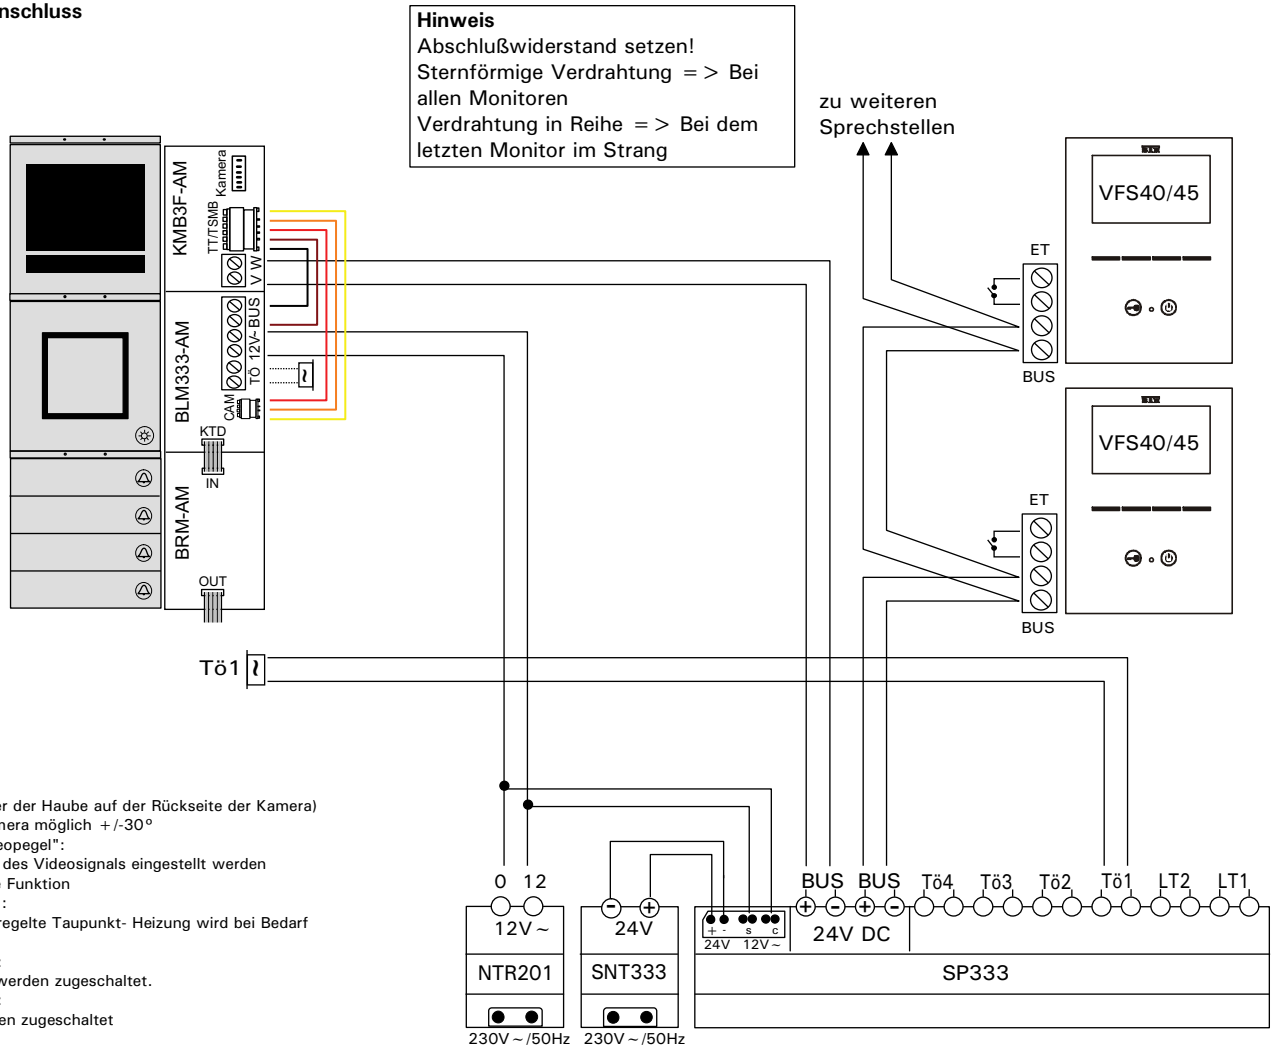 nschluss
Hinweis
Abschlußwiderstand setzen!
Sternförmige Verdrahtung => Bei
allen Monitoren
Verdrahtung in Reihe => Bei dem
letzten Monitor im Strang
zu weiteren
Sprechstellen
KMB3F-AM
Kamera
TT/TSMB
V W
BLM333-AM
TÖ 12V~BUS
CAM
KTD
IN
BRM-AM
OUT
BTR
VFS40/45
ET
BUS
BTR
VFS40/45
ET
BUS
Tö1
er der Haube auf der Rückseite der Kamera)
mera möglich +/-30°
eopegel":
des Videosignals eingestellt werden
e Funktion
:
regelte Taupunkt- Heizung wird bei Bedarf
:
werden zugeschaltet.
:
en zugeschaltet
0 12
12V~
NTR201
230V~/50Hz
- +
24V
SNT333
230V~/50Hz
+ - s c
24V 12V~
BUS BUS Tö4 Tö3 Tö2 Tö1 LT2 LT1
+ - + -
24V DC
SP333